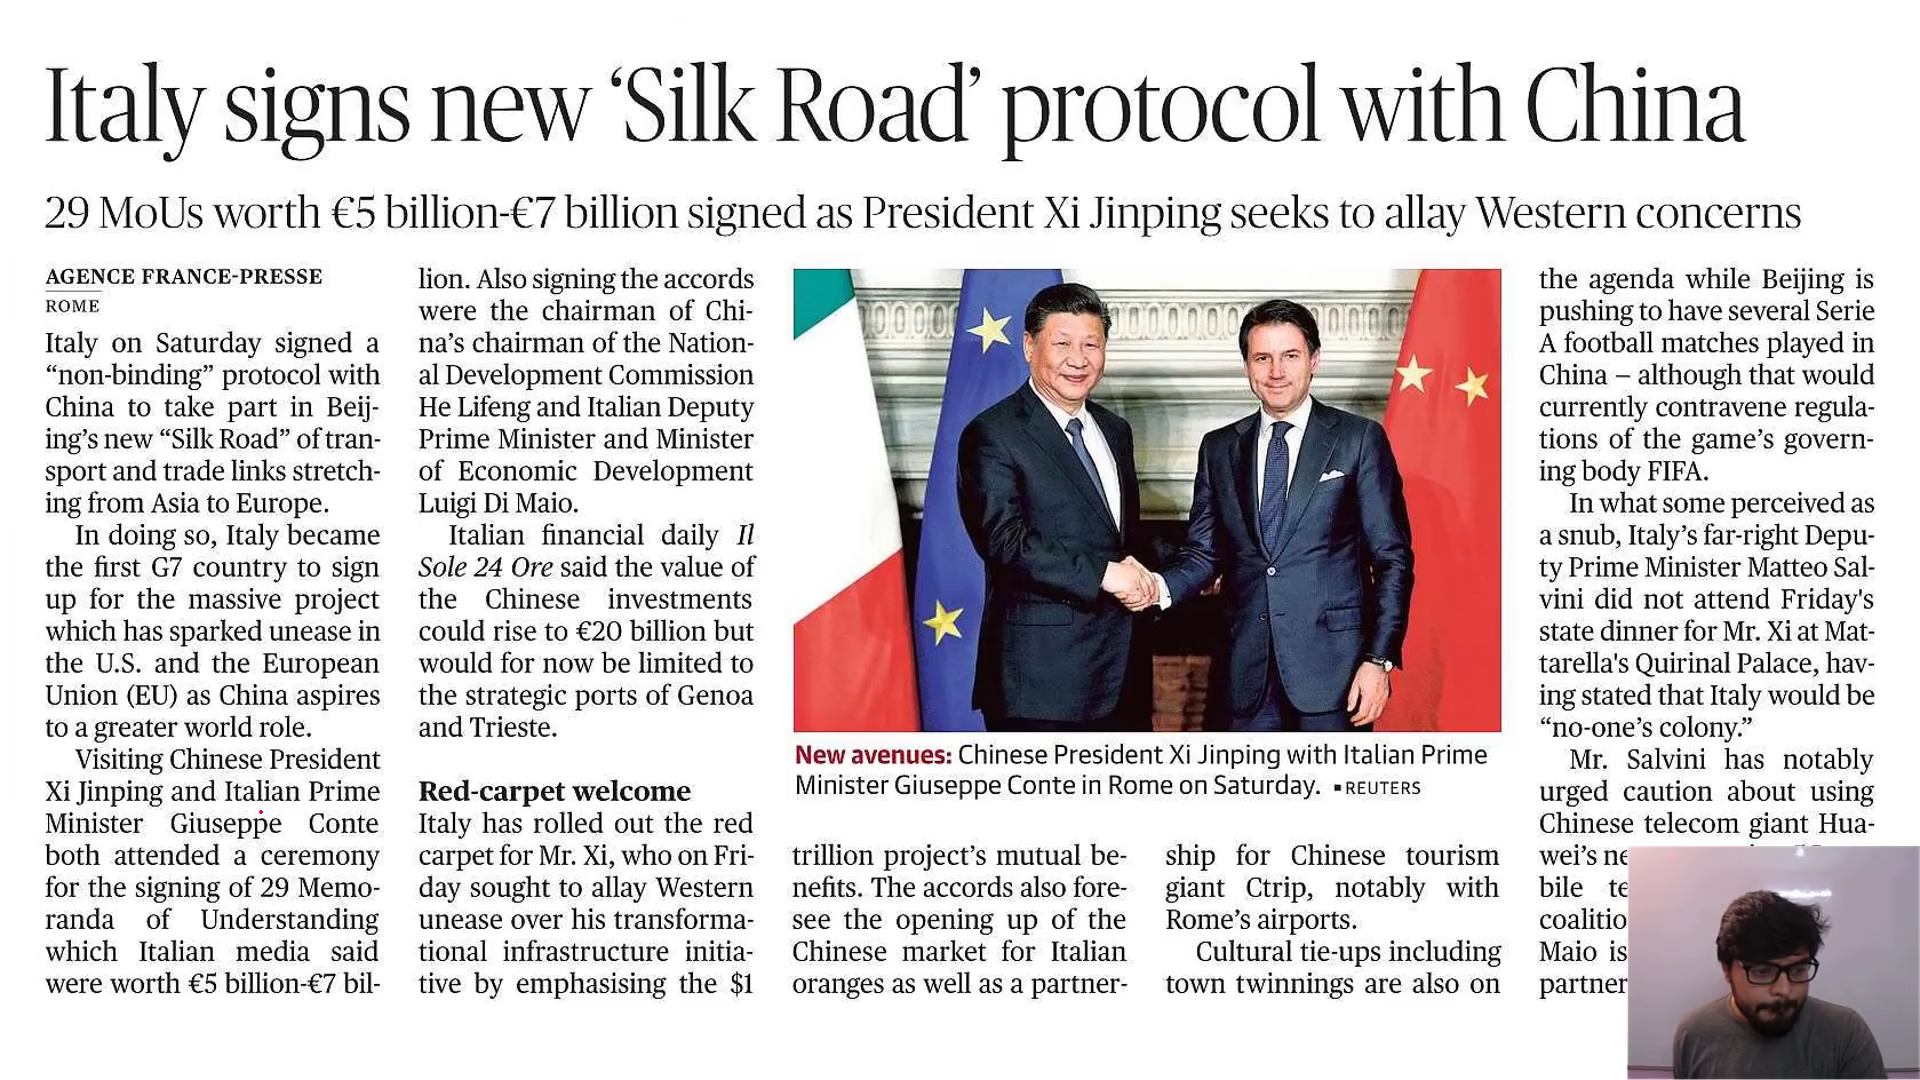 Italy signs new ‘Silk Road’ protocol with China
29 MoUs worth €5 billion-€7 billion signed as President Xi Jinping seeks to allay Western concerns
AGENCE FRANCE-PRESSE
ROME
Italy on Saturday signed a
“non-binding” protocol with
China to take part in Beij-
ing’s new “Silk Road” of tran-
sport and trade links stretch-
ing from Asia to Europe.
In doing so, Italy became
the first G7 country to sign
up for the massive project
which has sparked unease in
the U.S. and the European
Union (EU) as China aspires
to a greater world role.
Visiting Chinese President
Xi Jinping and Italian Prime
Minister Giuseppe Conte
both attended a ceremony
for the signing of 29 Memo-
randa of Understanding
which Italian media said
were worth €5 billion-€7 bil-
lion. Also signing the accords
were the chairman of Chi-
na’s chairman of the Nation-
al Development Commission
He Lifeng and Italian Deputy
Prime Minister and Minister
of Economic Development
Luigi Di Maio.
Italian financial daily Il
Sole 24 Ore said the value of
the Chinese investments
could rise to €20 billion but
would for now be limited to
the strategic ports of Genoa
and Trieste.
Red-carpet welcome
Italy has rolled out the red
carpet for Mr. Xi, who on Fri-
day sought to allay Western
unease over his transforma-
tional infrastructure initia-
tive by emphasising the $1
New avenues: Chinese President Xi Jinping with Italian Prime
Minister Giuseppe Conte in Rome on Saturday. ▪ REUTERS
trillion project’s mutual be-
nefits. The accords also fore-
see the opening up of the
Chinese market for Italian
oranges as well as a partner-
ship for Chinese tourism
giant Ctrip, notably with
Rome’s airports.
Cultural tie-ups including
town twinnings are also on
the agenda while Beijing is
pushing to have several Serie
A football matches played in
China – although that would
currently contravene regula-
tions of the game’s govern-
ing body FIFA.
In what some perceived as
a snub, Italy’s far-right Depu-
ty Prime Minister Matteo Sal-
vini did not attend Friday's
state dinner for Mr. Xi at Mat-
tarella's Quirinal Palace, hav-
ing stated that Italy would be
“no-one’s colony.”
Mr. Salvini has notably
urged caution about using
Chinese telecom giant Hua-
wei’s
bile
coalitio
Maio is
partner